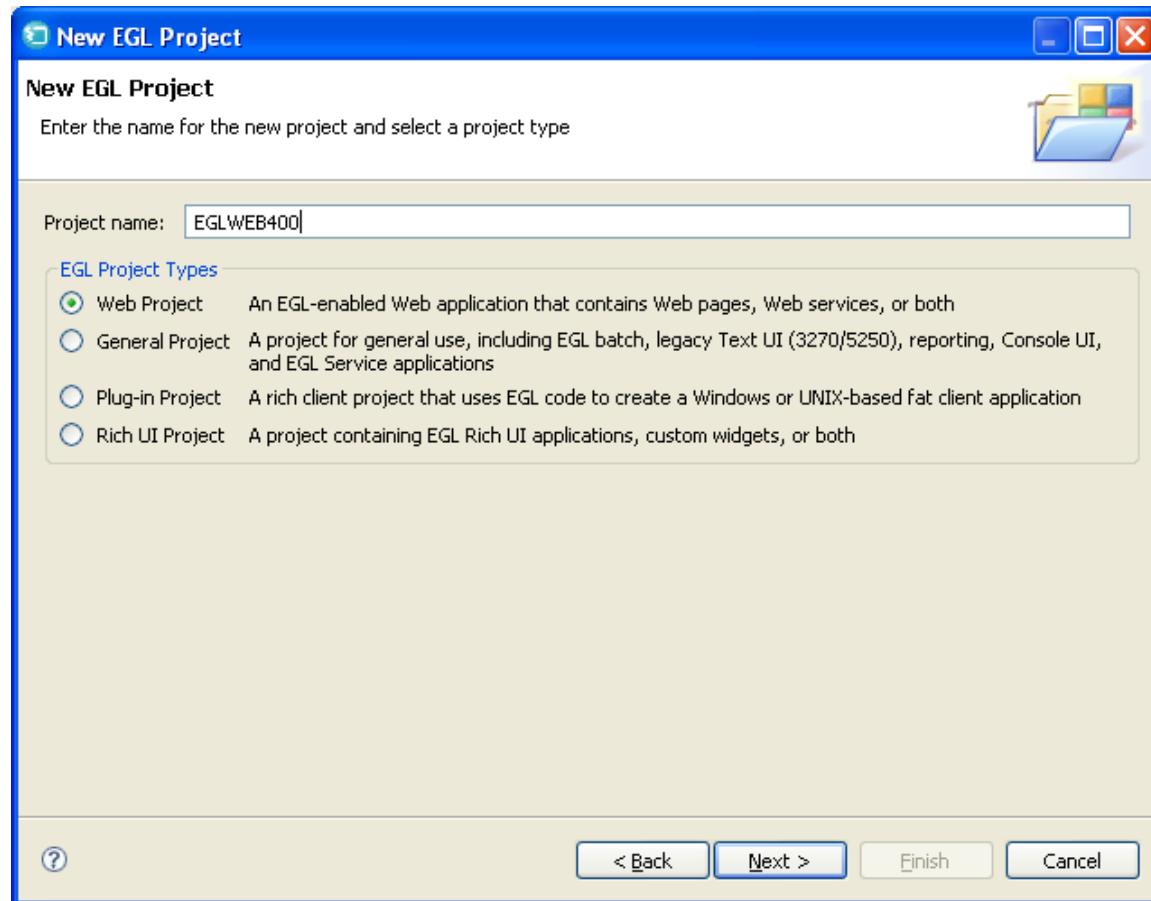 New EGL Project
New EGL Project
Enter the name for the new project and select a project type
Project name: EGLWEB400
EGL Project Types
Web Project An EGL-enabled Web application that contains Web pages, Web services, or both
General Project A project for general use, including EGL batch, legacy Text UI (3270/5250), reporting, Console UI,
and EGL Service applications
Plug-in Project A rich client project that uses EGL code to create a Windows or UNIX-based fat client application
Rich UI Project A project containing EGL Rich UI applications, custom widgets, or both
? < Back Next > Finish Cancel